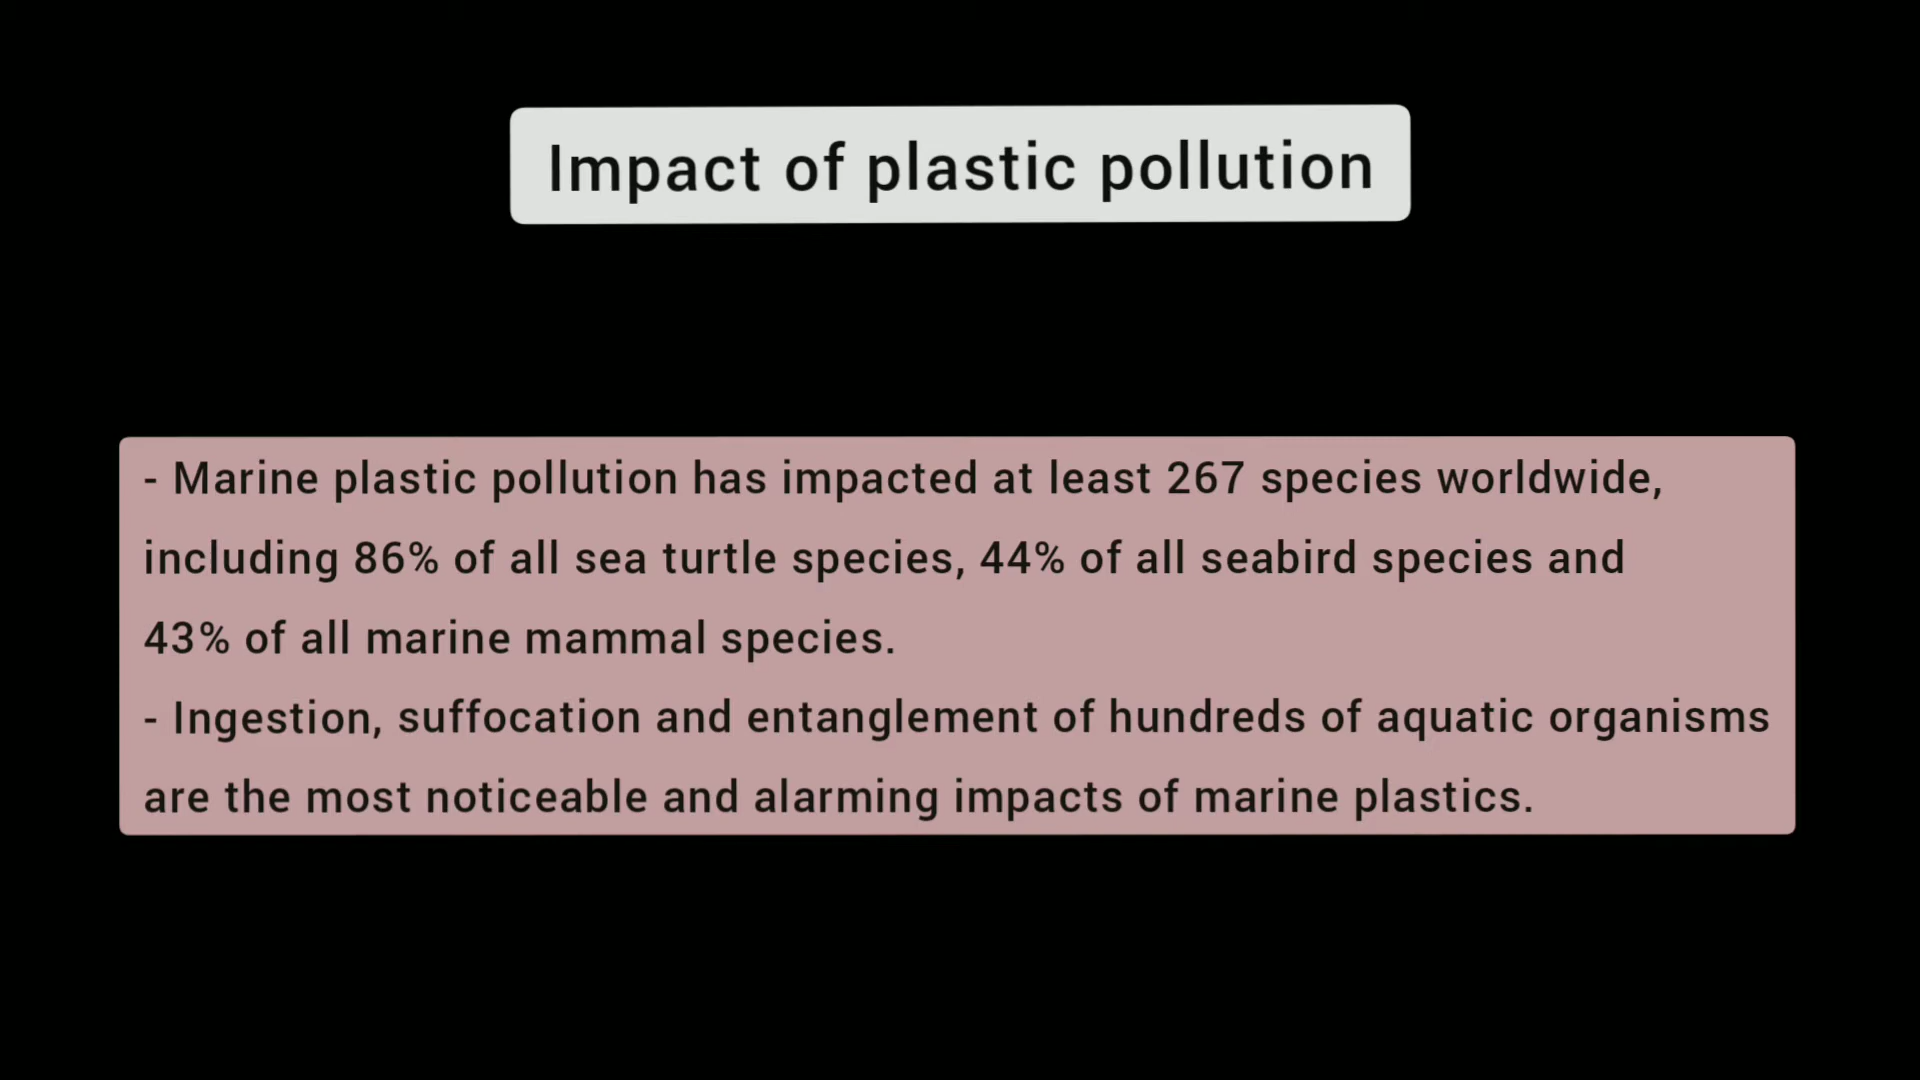 Impact of plastic pollution
- Marine plastic pollution has impacted at least 267 species worldwide,
including 86% of all sea turtle species, 44% of all seabird species and
43% of all marine mammal species.
- Ingestion, suffocation and entanglement of hundreds of aquatic organisms
are the most noticeable and alarming impacts of marine plastics.